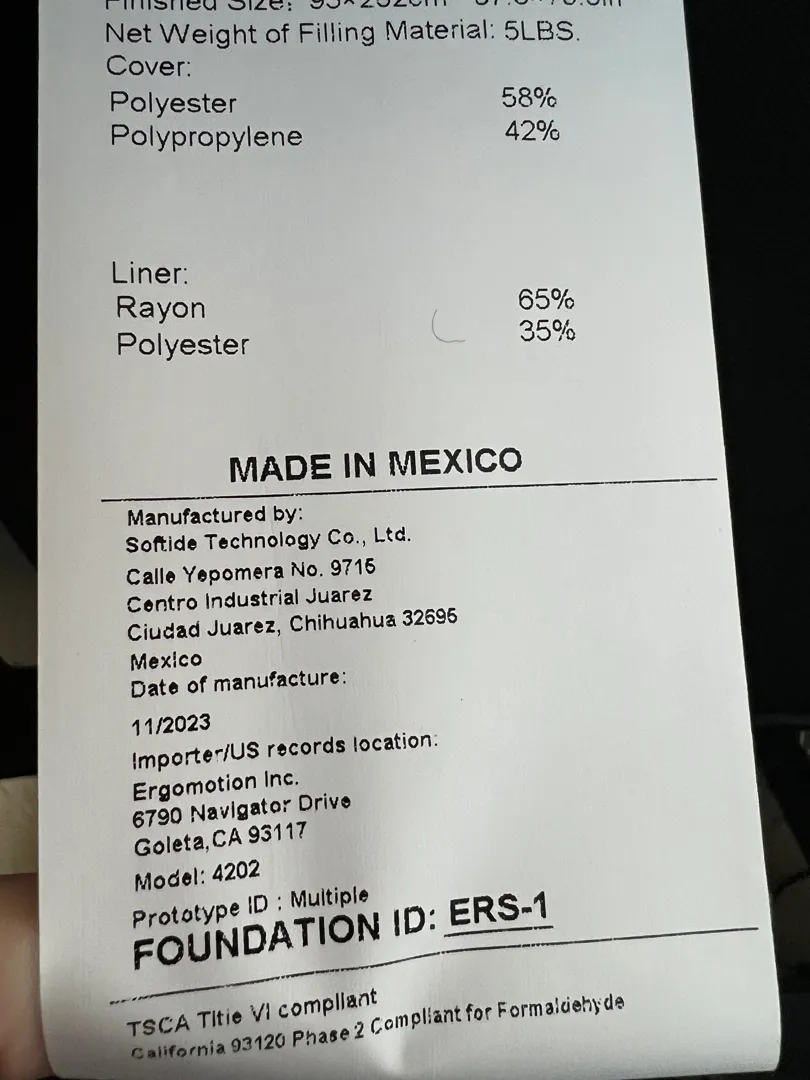 Finished Size:
Net Weight of Filling Material: 5LBS.
Cover:
Polyester 58%
Polypropylene 42%
Liner:
Rayon 65%
Polyester 35%
MADE IN MEXICO
Manufactured by:
Softide Technology Co., Ltd.
Calle Yepomera No. 9715
Centro Industrial Juarez
Ciudad Juarez, Chihuahua 32695
Mexico
Date of manufacture:
11/2023
Importer/US records location:
Ergomotion Inc.
6790 Navigator Drive
Goleta,CA 93117
Model: 4202
Prototype ID : Multiple
FOUNDATION ID: ERS-1
TSCA Title VI compliant
California 93120 Phase 2 Compliant for Formaldehyde